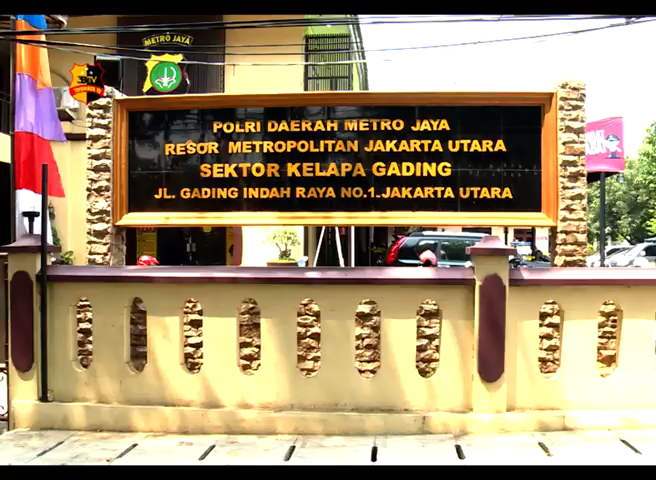 METRO JAYA
POLRI DAERAH METRO JAYA
RESOR METROPOLITAN JAKARTA UTARA
SEKTOR KELAPA GADING
JL. GADING INDAH RAYA NO.1. JAKARTA UTARA